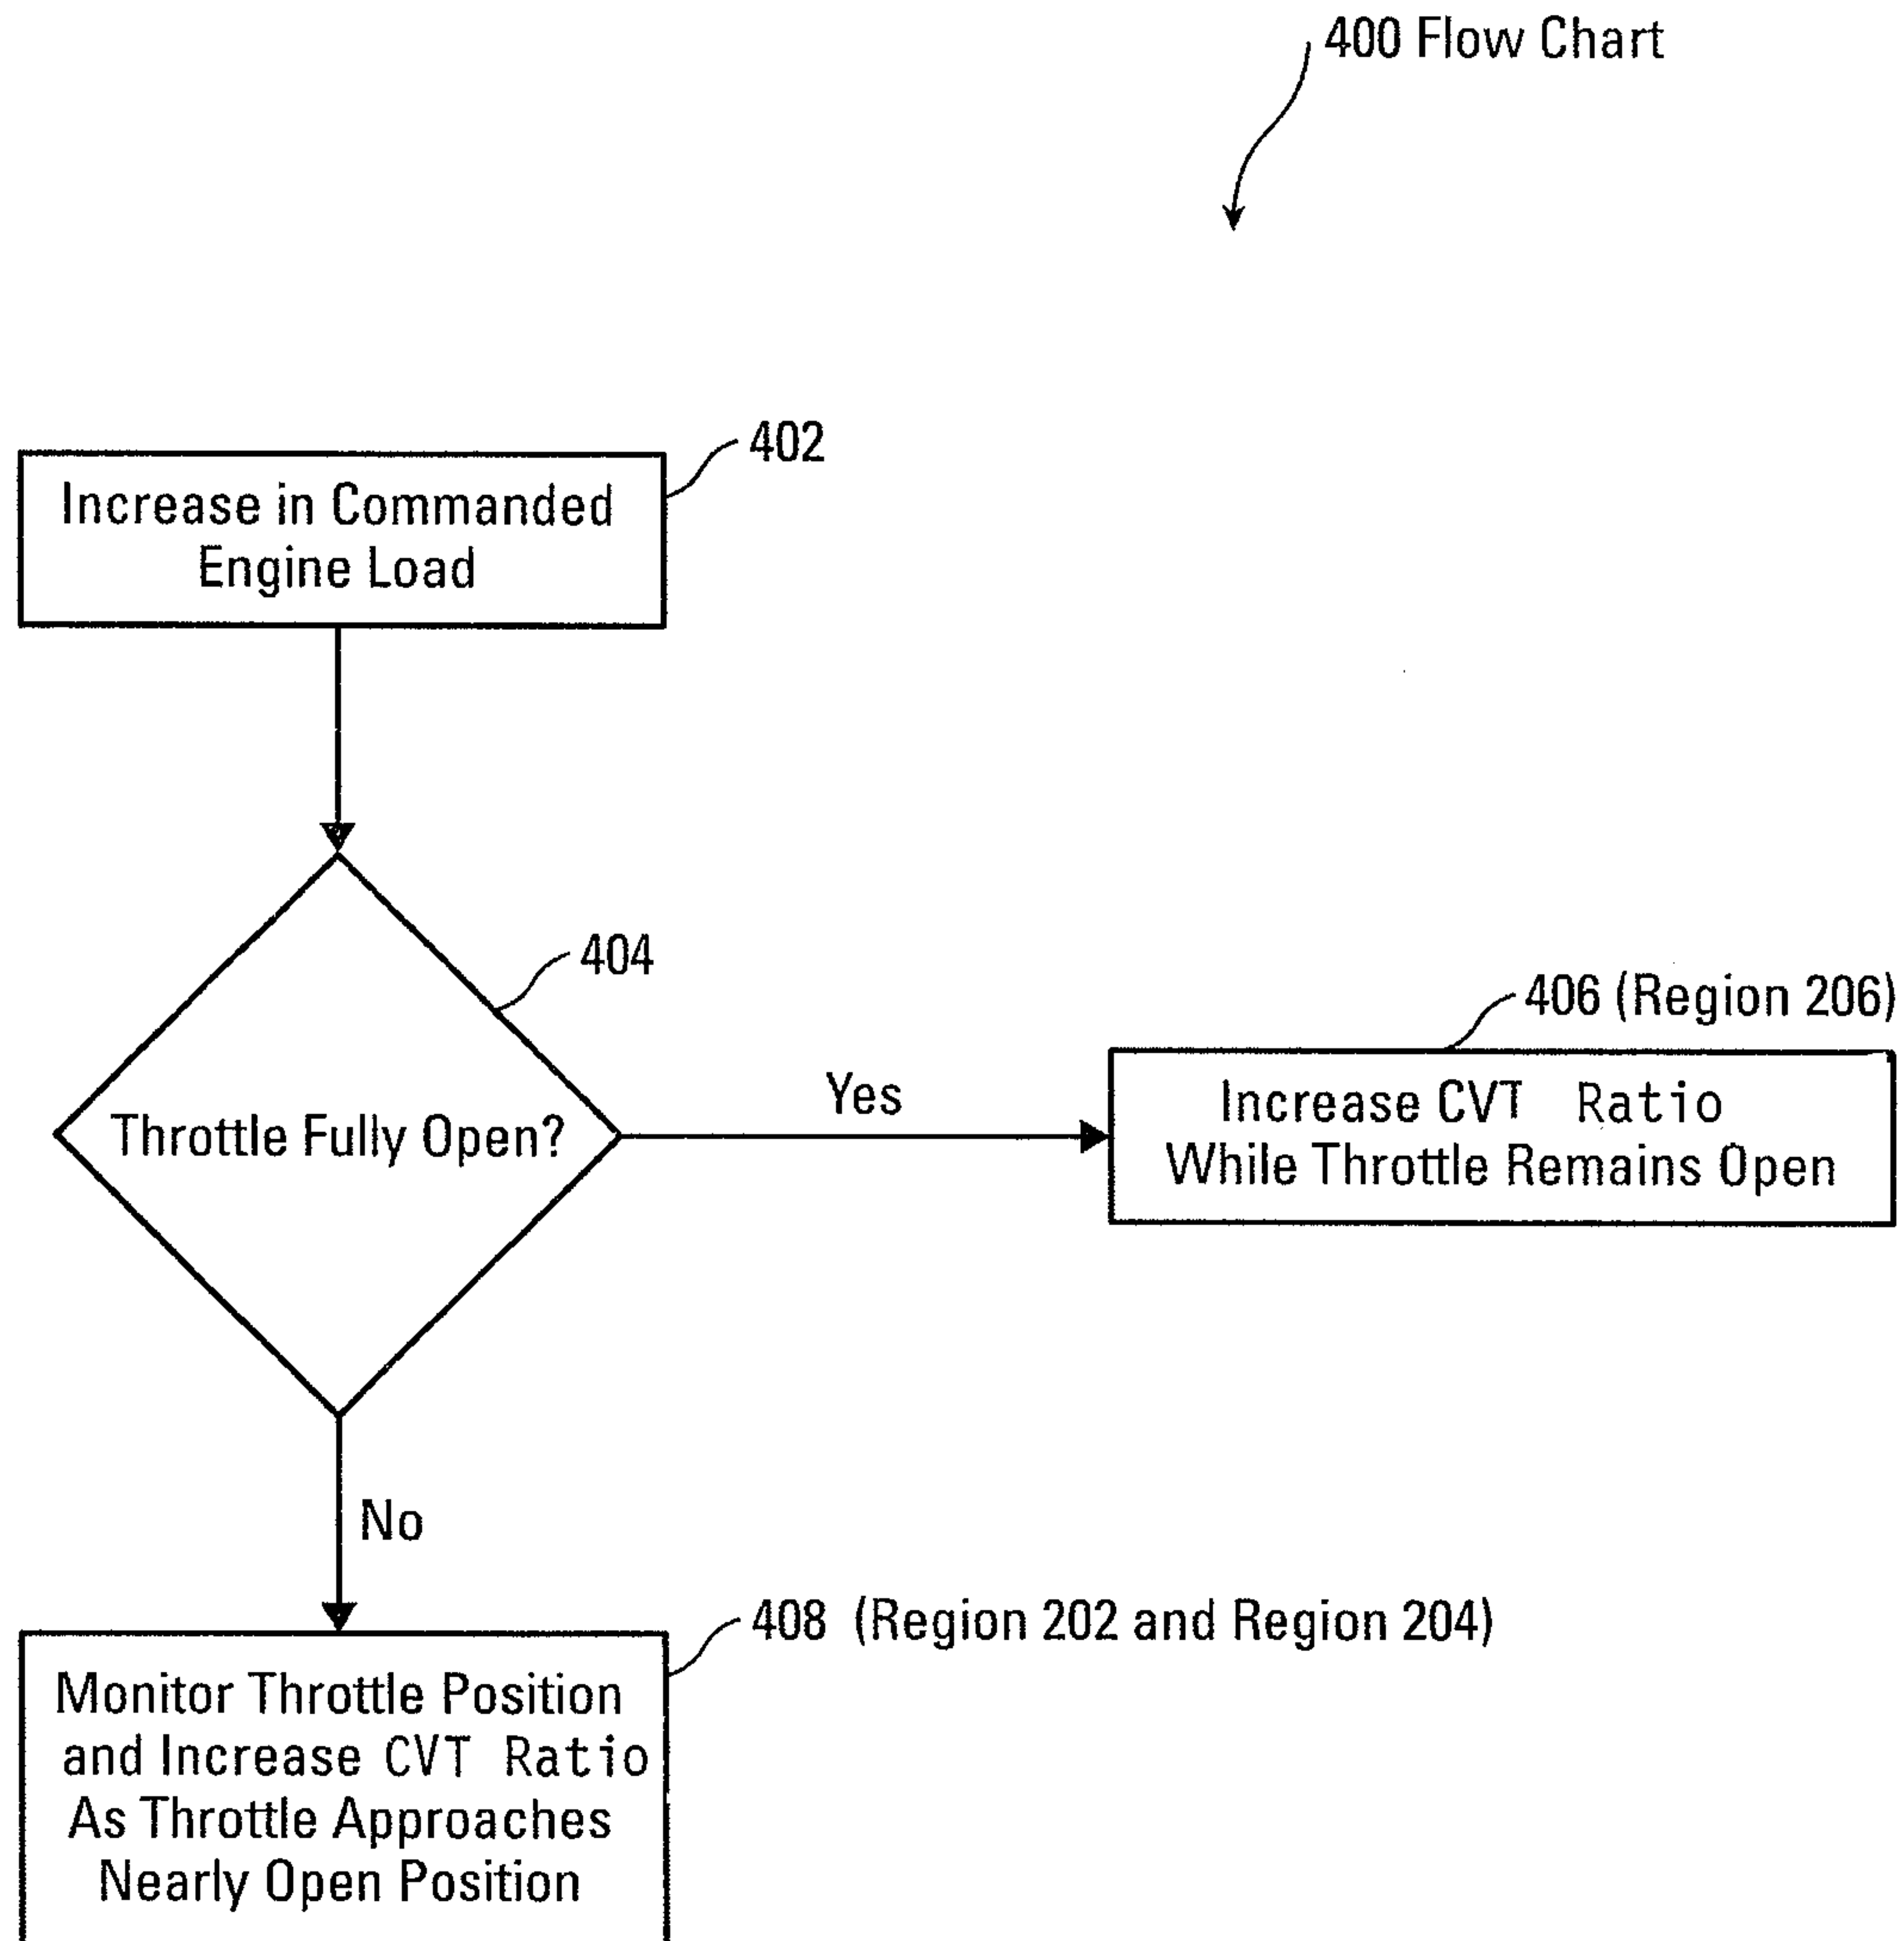 400 Flow Chart
402
Increase in Commanded
Engine Load
404
Throttle Fully Open?
Yes
406 (Region 206)
Increase CVT Ratio
While Throttle Remains Open
No
408 (Region 202 and Region 204)
Monitor Throttle Position
and Increase CVT Ratio
As Throttle Approaches
Nearly Open Position